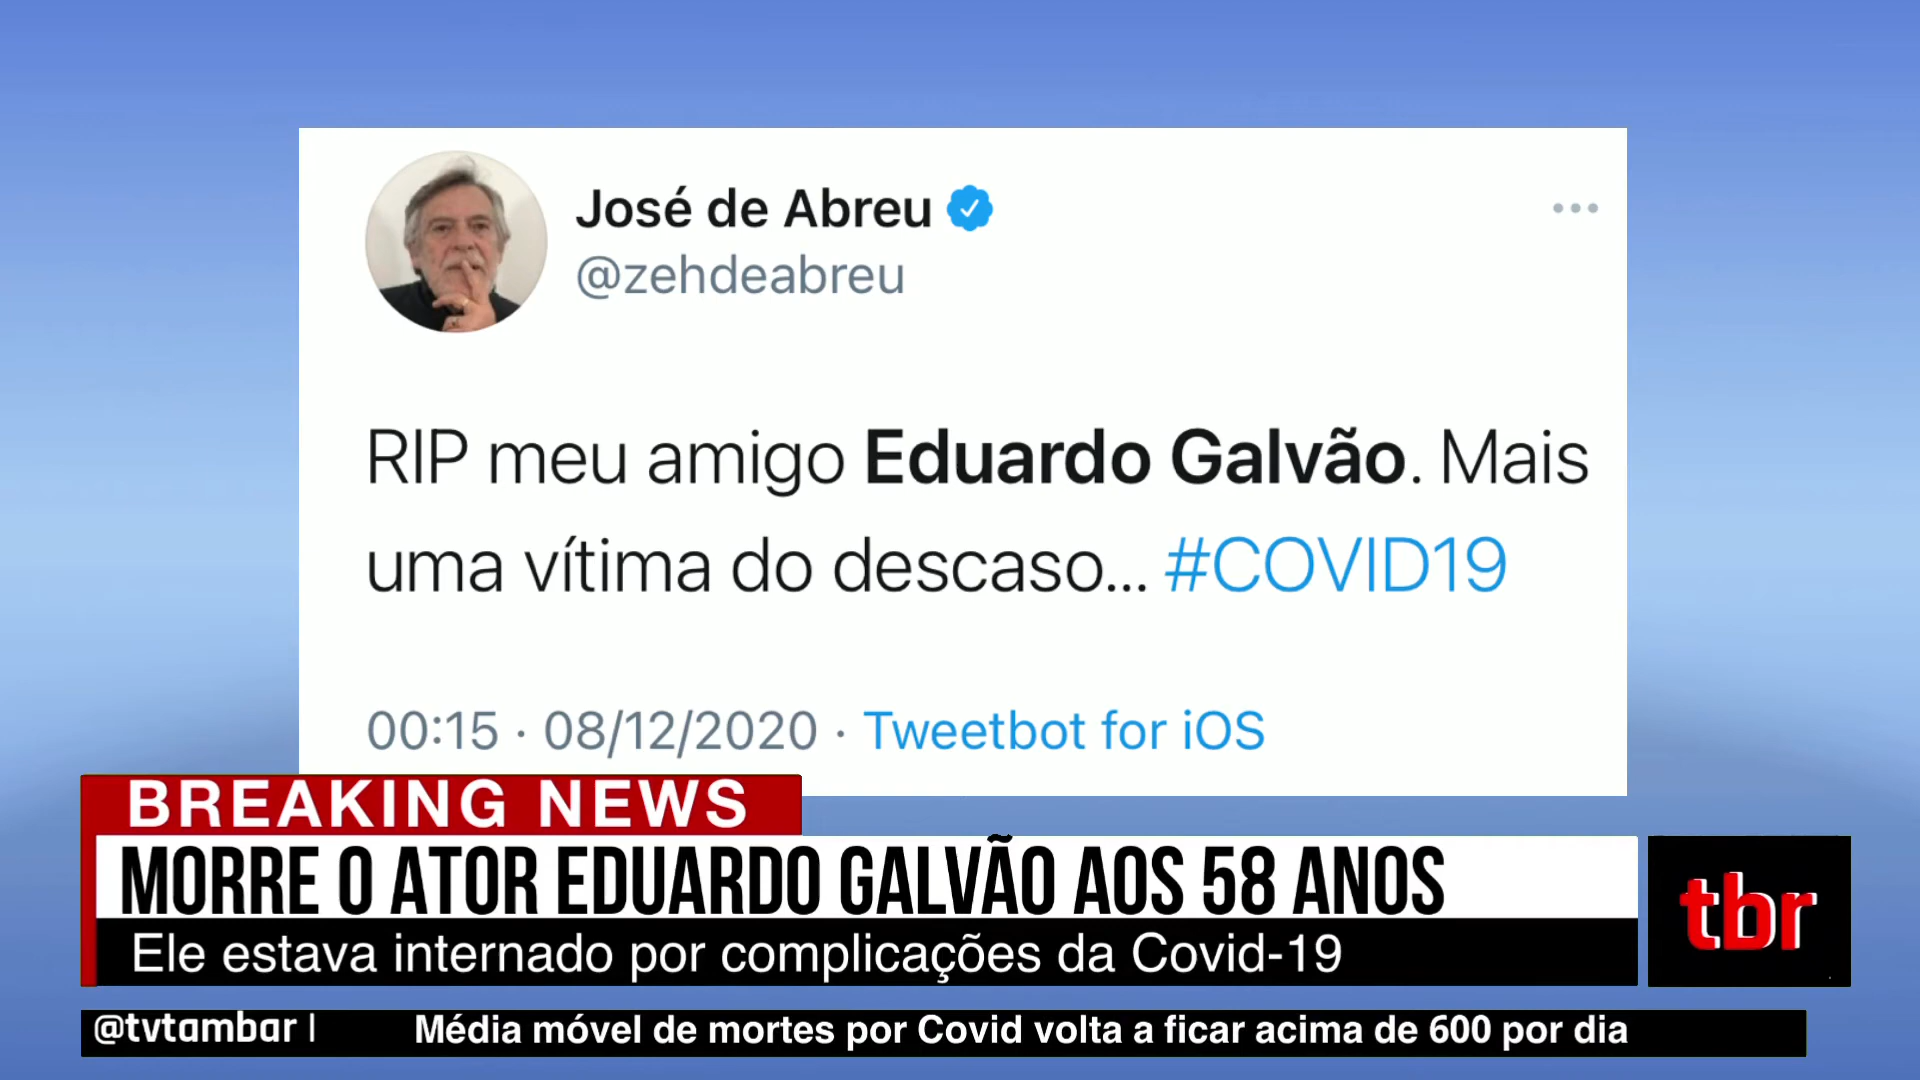 José de Abreu
@zehdeabreu
RIP meu amigo Eduardo Galvão. Mais
uma vítima do descaso... #COVID19
00:15 · 08/12/2020 · Tweetbot for iOS
BREAKING NEWS
MORRE O ATOR EDUARDO GALVÃO AOS 58 ANOS
Ele estava internado por complicações da Covid-19
tbr
@tvtambar | Média móvel de mortes por Covid volta a ficar acima de 600 por dia